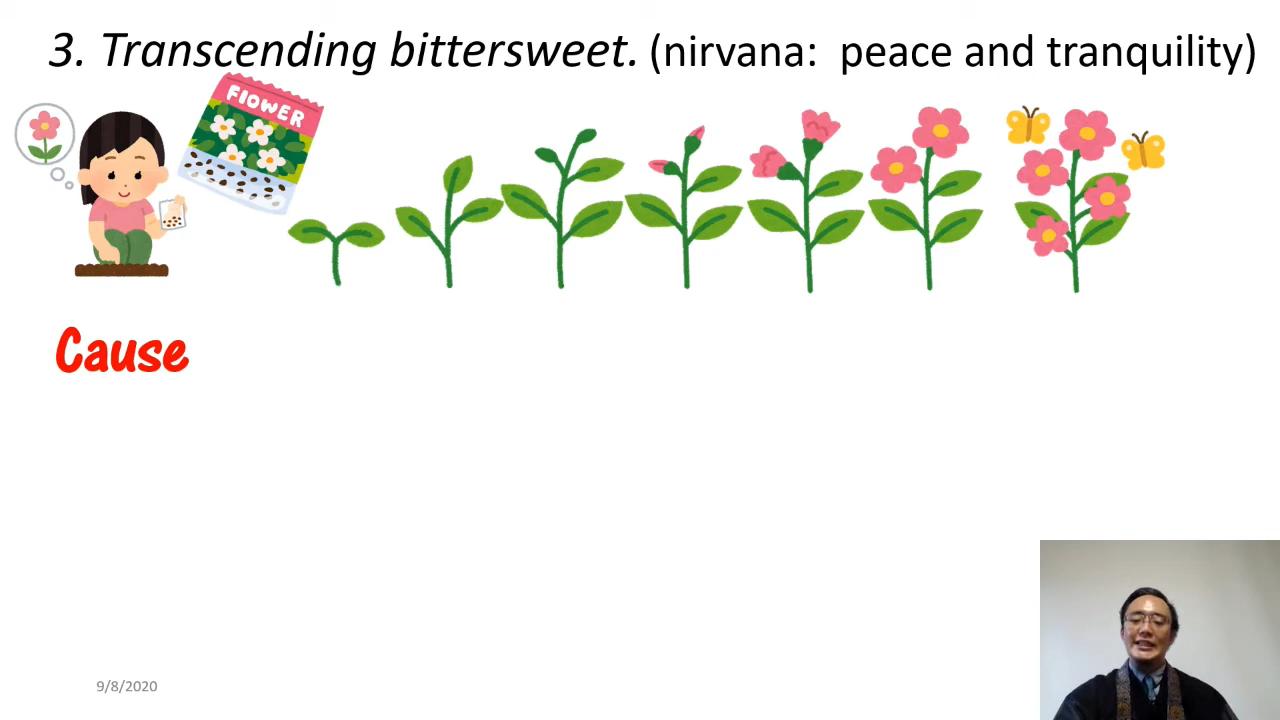 3. Transcending bittersweet. (nirvana:  peace and tranquility)
FLOWER
Cause
9/8/2020